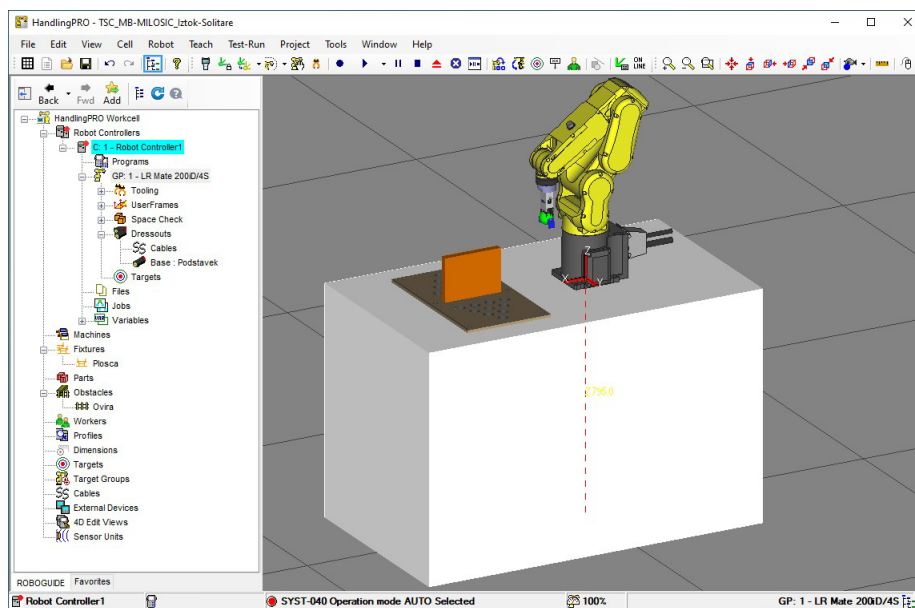 HandlingPRO - TSC_MB-MILOSIC_Iztok-Solitare
File Edit View Cell Robot Teach Test-Run Project Tools Window Help
ON
LINE
Back Fwd Add
HandlingPRO Workcell
Robot Controllers
C: 1 - Robot Controller1
Programs
GP: 1 - LR Mate 200iD/4S
Tooling
UserFrames
Space Check
Dressouts
Cables
Base : Podstavek
Targets
Files
Jobs
Variables
Machines
Fixtures
Plosca
Parts
Obstacles
Ovira
Workers
Profiles
Dimensions
Targets
Target Groups
Cables
External Devices
4D Edit Views
Sensor Units
Z
X
Y
ROBOGUIDE Favorites
Robot Controller1 SYST-040 Operation mode AUTO Selected 100% GP: 1 - LR Mate 200iD/4S